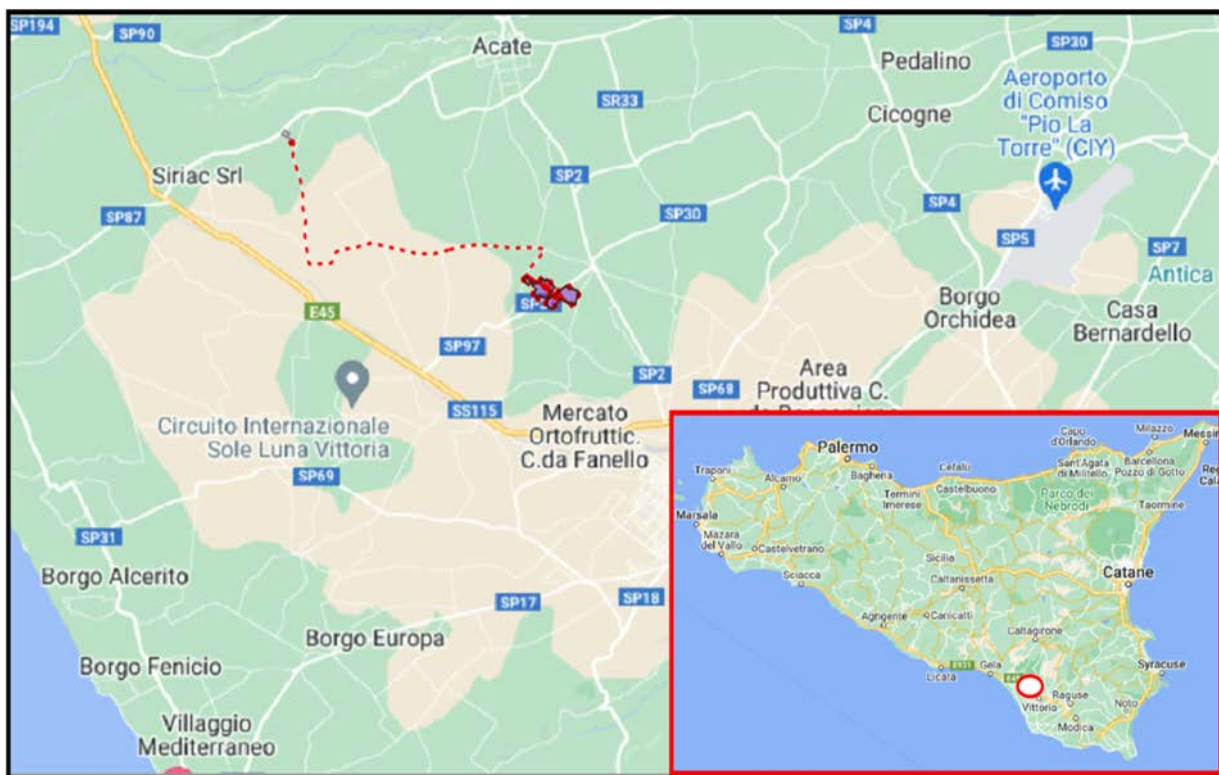 SP194
SP90
Acate
SP4
SP30
Pedalino
Aeroporto
di Comiso
"Pio La
Torre" (CIY)
SR33
Cicogne
Siriac Srl
SP2
SP87
SP30
SP4
SP5
SP7
Antica
E45
Borgo
Orchidea
Casa
Bernardello
SP97
SP2
SP68
Area
Produttiva C.
SS115
Circuito Internazionale
Sole Luna Vittoria
Mercato
Ortofruttic.
C.da Fanello
SP69
SP31
Borgo Alcerito
SP17
SP18
Borgo Europa
Borgo Fenicio
Villaggio
Mediterraneo
Palermo
Capo
d'Orlando
Milazzo
Messin
Trapani
Alcamo
Bagheria
Cefalù
Sant'Agata
di Militello
Barcellona
Pozzo di Gotto
Termini
Imerese
Castelbuono
Parco dei
Nebrodi
Taormine
Marsala
Mazara
del Vallo
Castelvetrano
Sicilia
Sciacca
Caltanissetta
Catane
Agrigente
Canicattì
Caltagirone
E931
Gela
Licata
Syracuse
Vittorio
Raguse
Noto
Modica